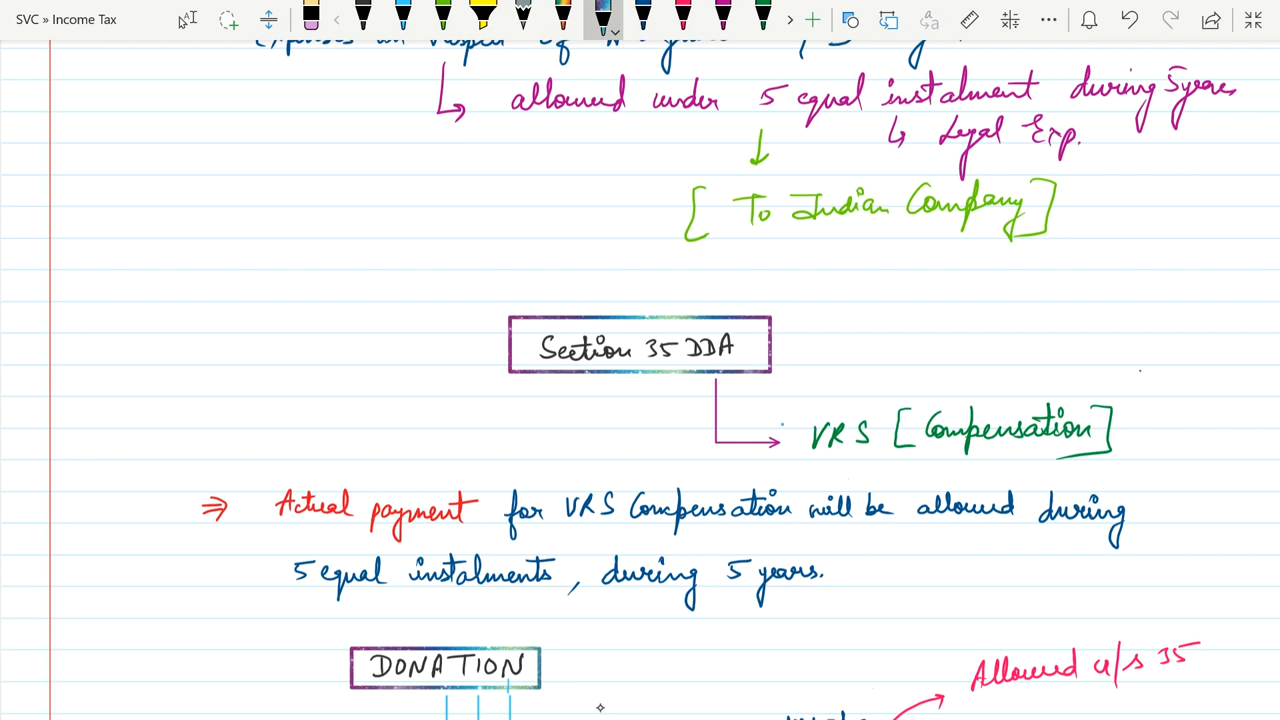 SVC » Income Tax
allowed under 5 equal instalment during 5 years
↳ Legal Exp.
[ To Indian Company ]
Section 35 DDA
VRS [ Compensation ]
⇒ Actual payment for VRS Compensation will be allowed during
5 equal instalments, during 5 years.
DONATION
Allowed u/s 35